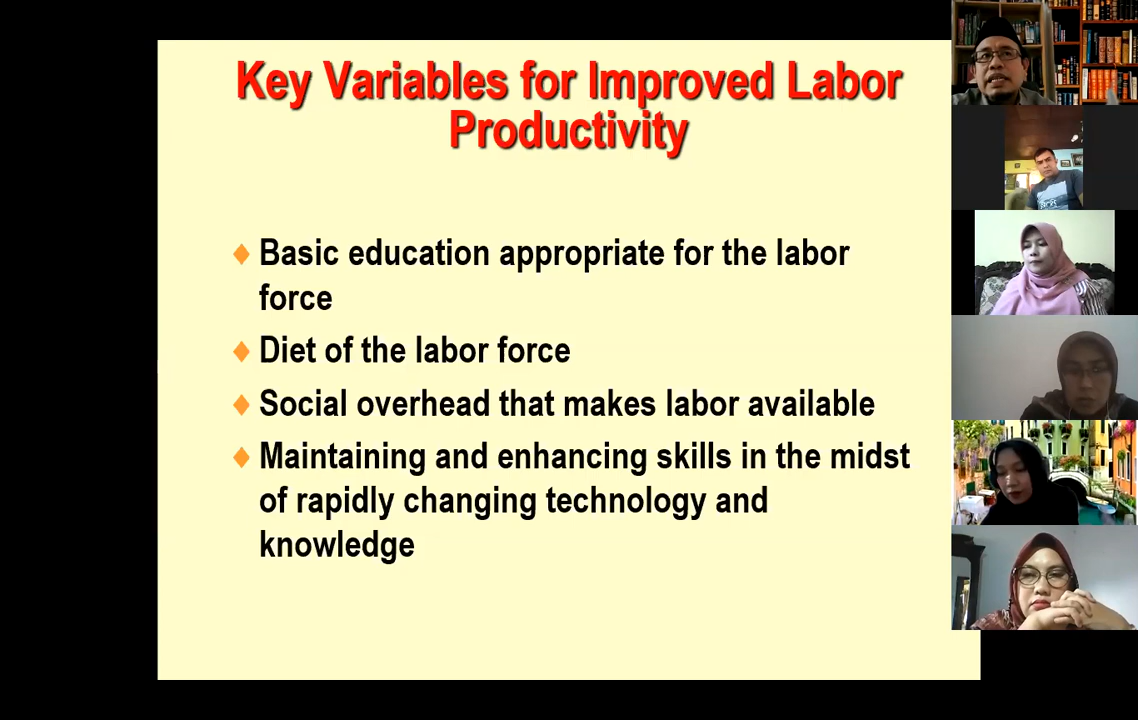 Key Variables for Improved Labor
Productivity
Basic education appropriate for the labor
force
Diet of the labor force
Social overhead that makes labor available
Maintaining and enhancing skills in the midst
of rapidly changing technology and
knowledge